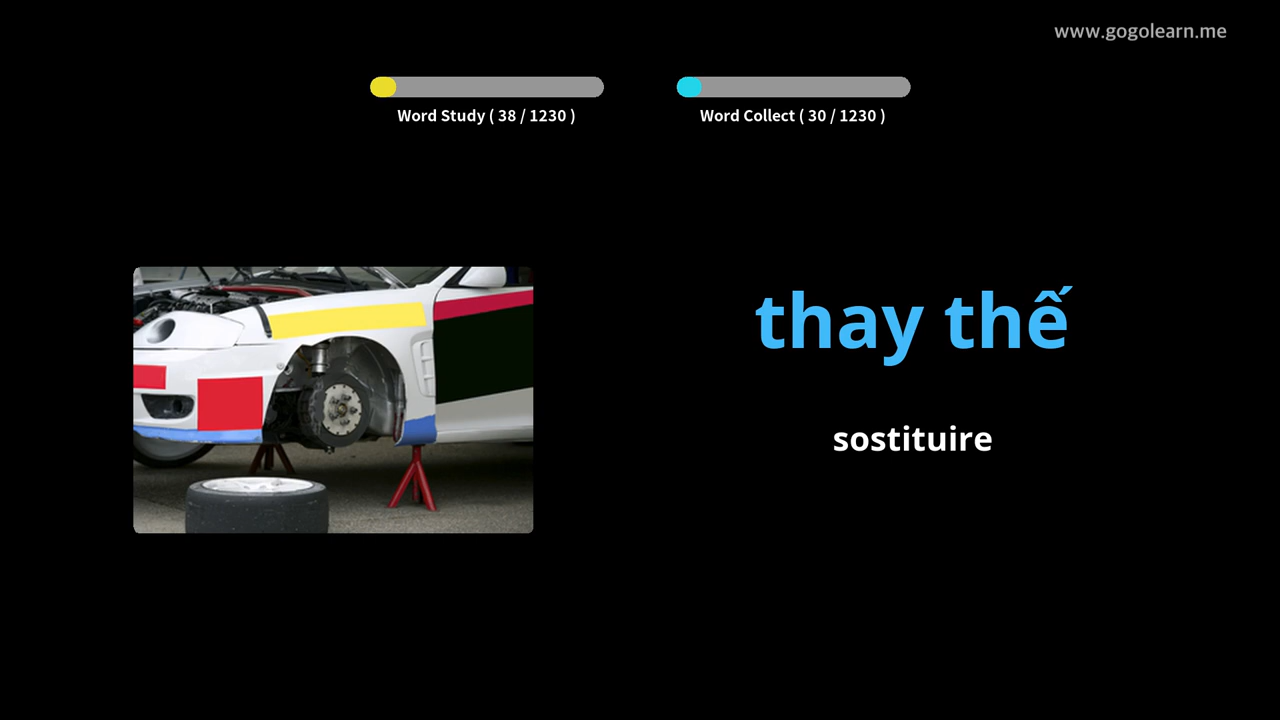 www.gogolearn.me
Word Study ( 38 / 1230 )
Word Collect ( 30 / 1230 )
thay thế
sostituire